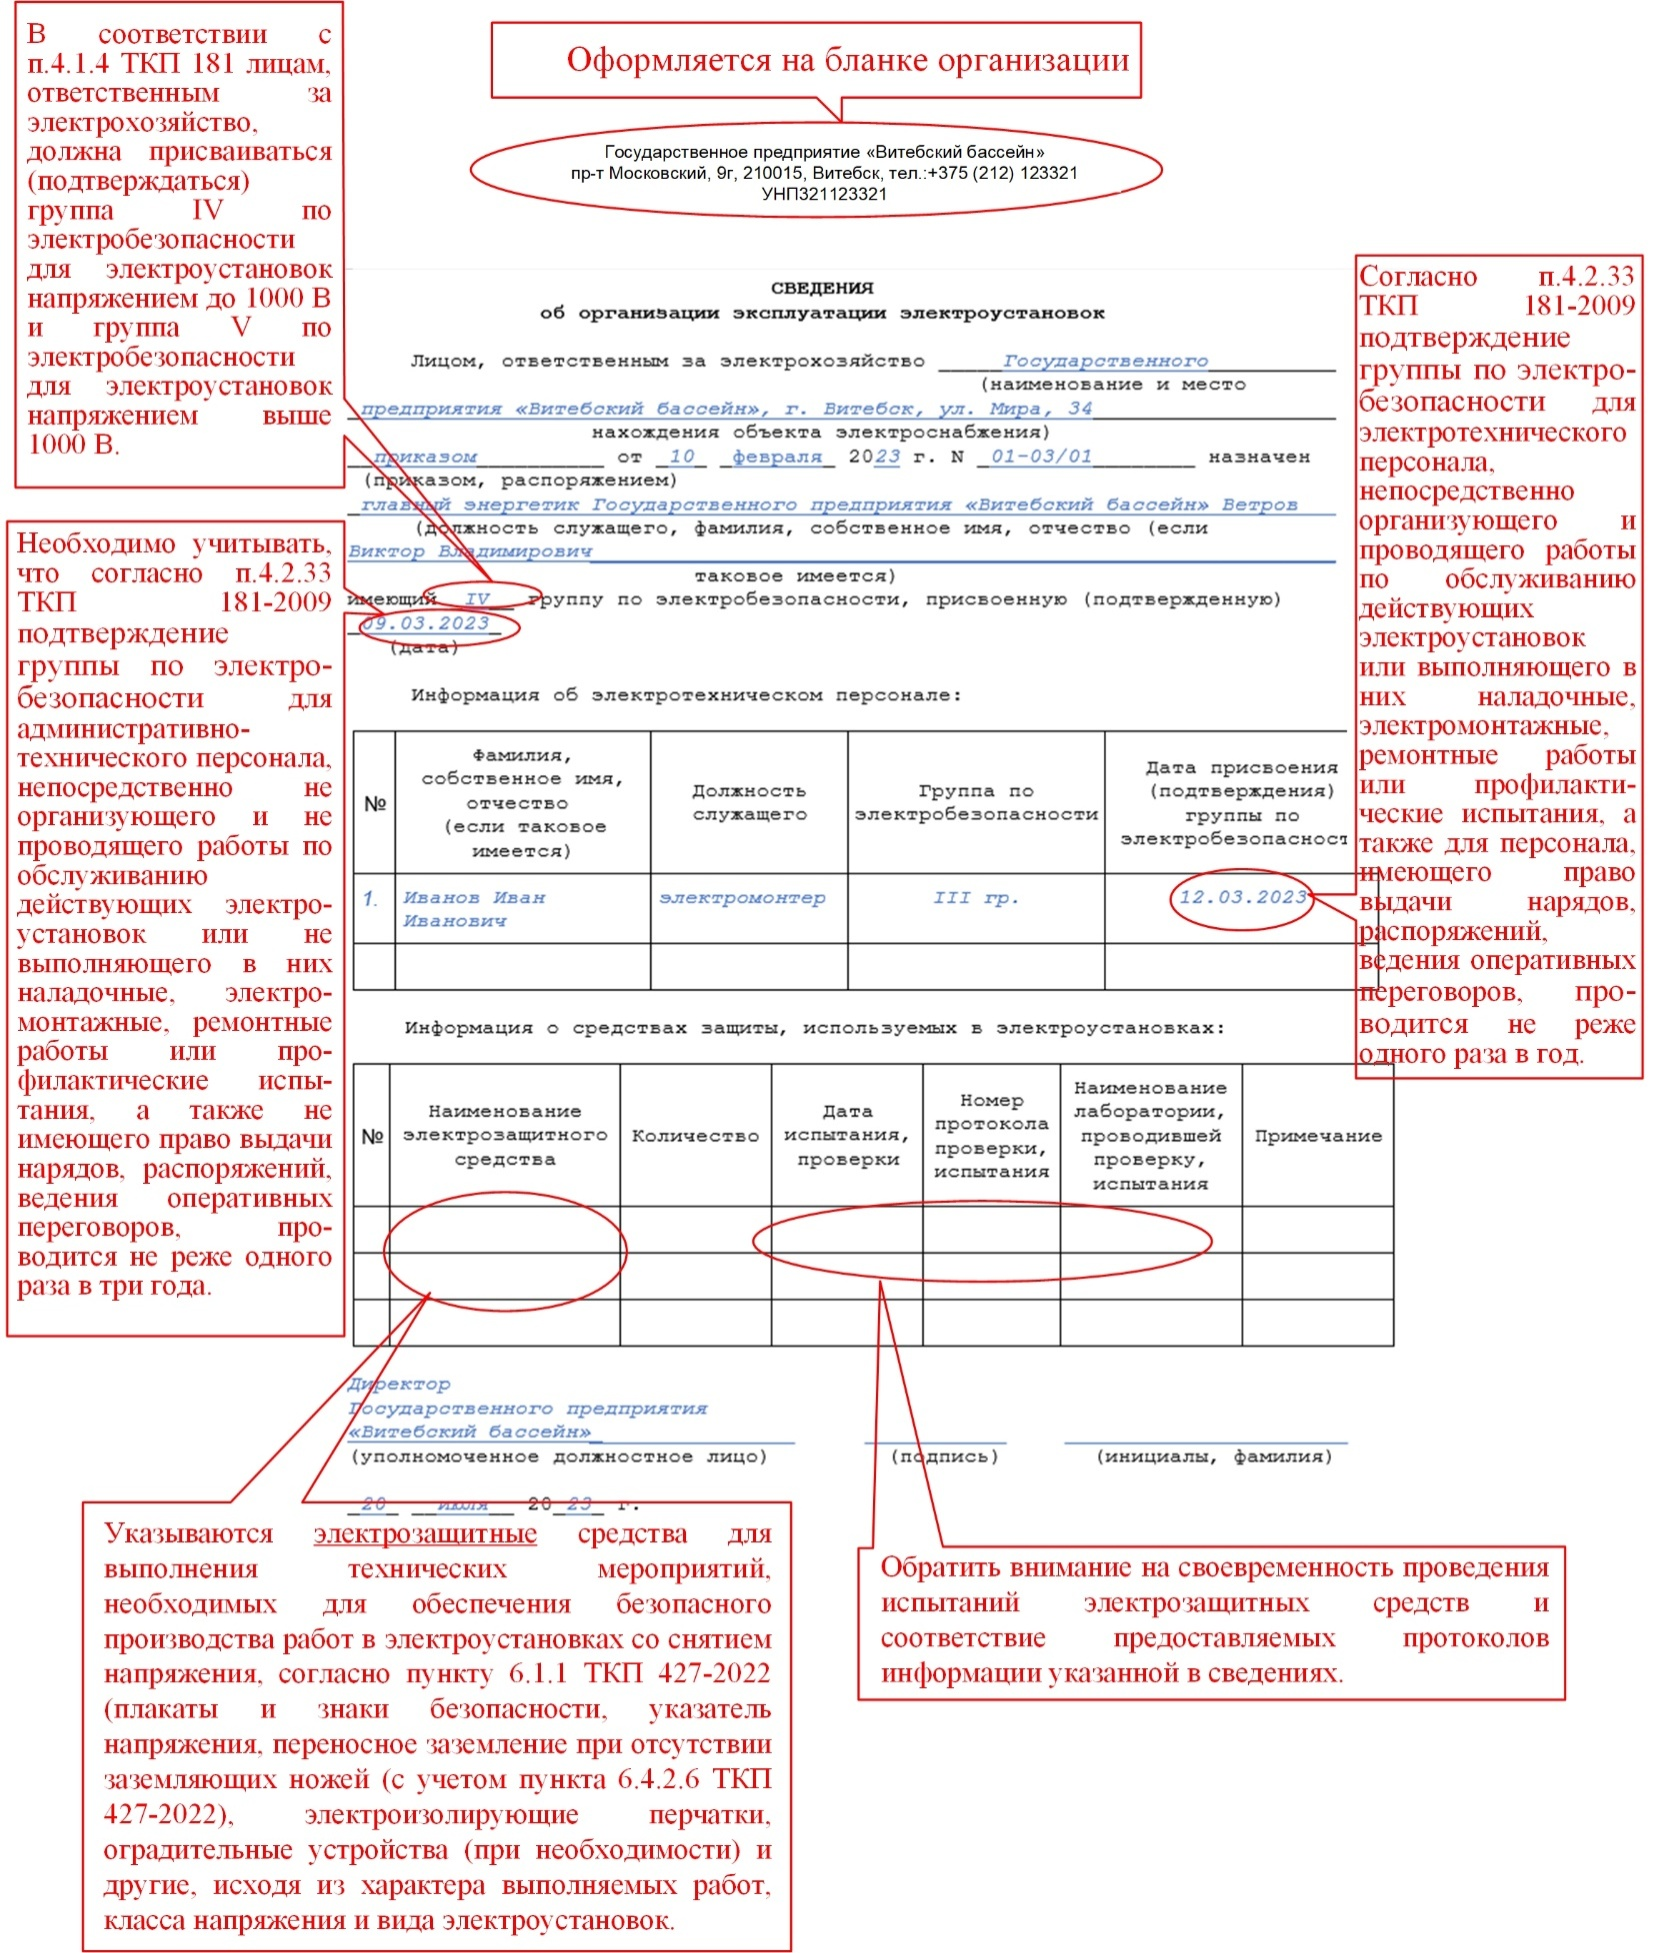 В соответствии с
п.4.1.4 ТКП 181 лицам,
ответственным за
электрохозяйство,
должна присваиваться
(подтверждаться)
группа IV по
электробезопасности
для электроустановок
напряжением до 1000 В
и группа V по
электробезопасности
для электроустановок
напряжением выше
1000 В.
Оформляется на бланке организации
Государственное предприятие «Витебский бассейн»
пр-т Московский, 9г, 210015, Витебск, тел.:+375 (212) 123321
УНП321123321
СВЕДЕНИЯ
об организации эксплуатации электроустановок
Лицом, ответственным за электрохозяйство Государственного
(наименование и место
предприятия «Витебский бассейн», г. Витебск, ул. Мира, 34
нахождения объекта электроснабжения)
приказом от 10 февраля 2023 г. N 01-03/01 назначен
(приказом, распоряжением)
главный энергетик Государственного предприятия «Витебский бассейн» Ветров
(должность служащего, фамилия, собственное имя, отчество (если
Виктор Владимирович
таковое имеется)
имеющий IV группу по электробезопасности, присвоенную (подтвержденную)
09.03.2023
(дата)
Необходимо учитывать,
что согласно п.4.2.33
ТКП 181-2009
подтверждение
группы по электро-
безопасности для
административно-
технического персонала,
непосредственно не
организующего и не
проводящего работы по
обслуживанию
действующих электро-
установок или не
выполняющего в них
наладочные, электро-
монтажные, ремонтные
работы или про-
филактические испы-
тания, а также не
имеющего право выдачи
нарядов, распоряжений,
ведения оперативных
переговоров, про-
водится не реже одного
раза в три года.
Согласно п.4.2.33
ТКП 181-2009
подтверждение
группы по электро-
безопасности для
электротехнического
персонала,
непосредственно
организующего и
проводящего работы
по обслуживанию
действующих
электроустановок
или выполняющего в
них наладочные,
электромонтажные,
ремонтные работы
или профилакти-
ческие испытания, а
также для персонала,
имеющего право
выдачи нарядов,
распоряжений,
ведения оперативных
переговоров, про-
водится не реже
одного раза в год.
Информация об электротехническом персонале:
№
Фамилия,
собственное имя,
отчество
(если таковое
имеется)
Должность
служащего
Группа по
электробезопасности
Дата присвоения
(подтверждения)
группы по
электробезопасност
1. Иванов Иван электромонтер III гр. 12.03.2023
Иванович
Информация о средствах защиты, используемых в электроустановках:
№
Наименование
электрозащитного
средства
Количество
Дата
испытания,
проверки
Номер
протокола
проверки,
испытания
Наименование
лаборатории,
проводившей
проверку,
испытания
Примечание
Директор
Государственного предприятия
«Витебский бассейн»
(уполномоченное должностное лицо) (подпись) (инициалы, фамилия)
20 июля 20 23 г.
Указываются электрозащитные средства для
выполнения технических мероприятий,
необходимых для обеспечения безопасного
производства работ в электроустановках со снятием
напряжения, согласно пункту 6.1.1 ТКП 427-2022
(плакаты и знаки безопасности, указатель
напряжения, переносное заземление при отсутствии
заземляющих ножей (с учетом пункта 6.4.2.6 ТКП
427-2022), электроизолирующие перчатки,
оградительные устройства (при необходимости) и
другие, исходя из характера выполняемых работ,
класса напряжения и вида электроустановок.
Обратить внимание на своевременность проведения
испытаний электрозащитных средств и
соответствие предоставляемых протоколов
информации указанной в сведениях.